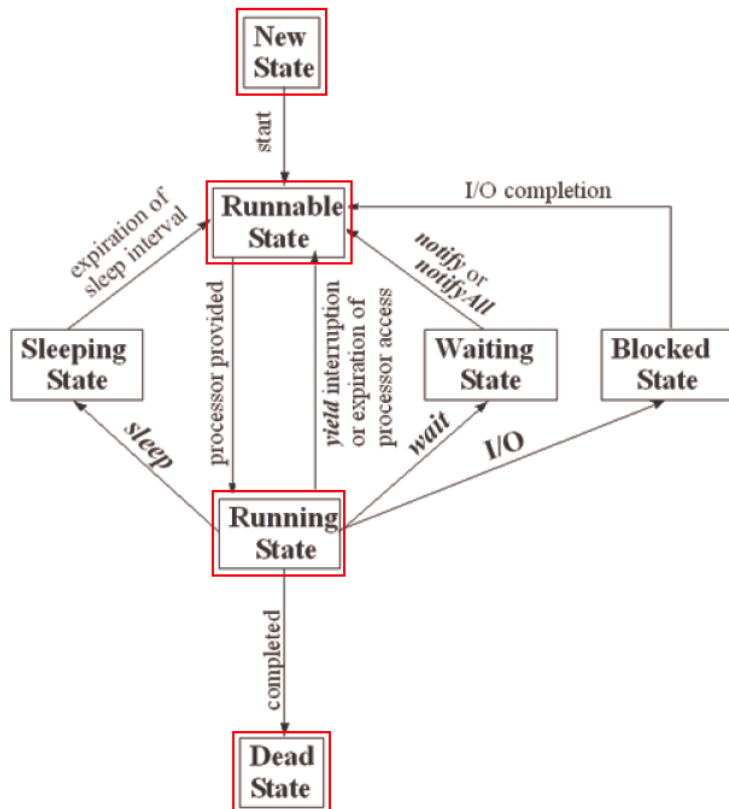 New
State
start
Runnable
State
I/O completion
expiration of
sleep interval
notify or
notifyAll
processor provided
yield interruption
or expiration of
processor access
Sleeping
State
Waiting
State
Blocked
State
sleep
wait
I/O
Running
State
completed
Dead
State